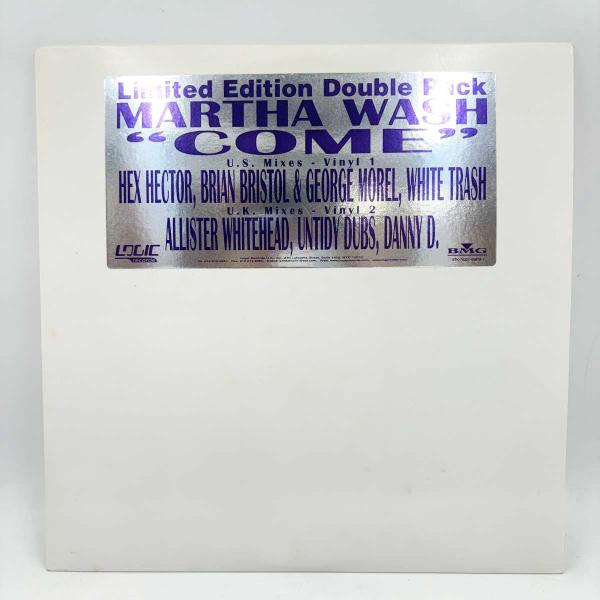 Limited Edition Double Pack
MARTHA WASH
"COME"
U.S. Mixes - Vinyl 1
HEX HECTOR, BRIAN BRISTOL & GEORGE MOREL, WHITE TRASH
U.K. Mixes - Vinyl 2
ALLISTER WHITEHEAD, UNTIDY DUBS, DANNY D.
LOGIC
records
BMG